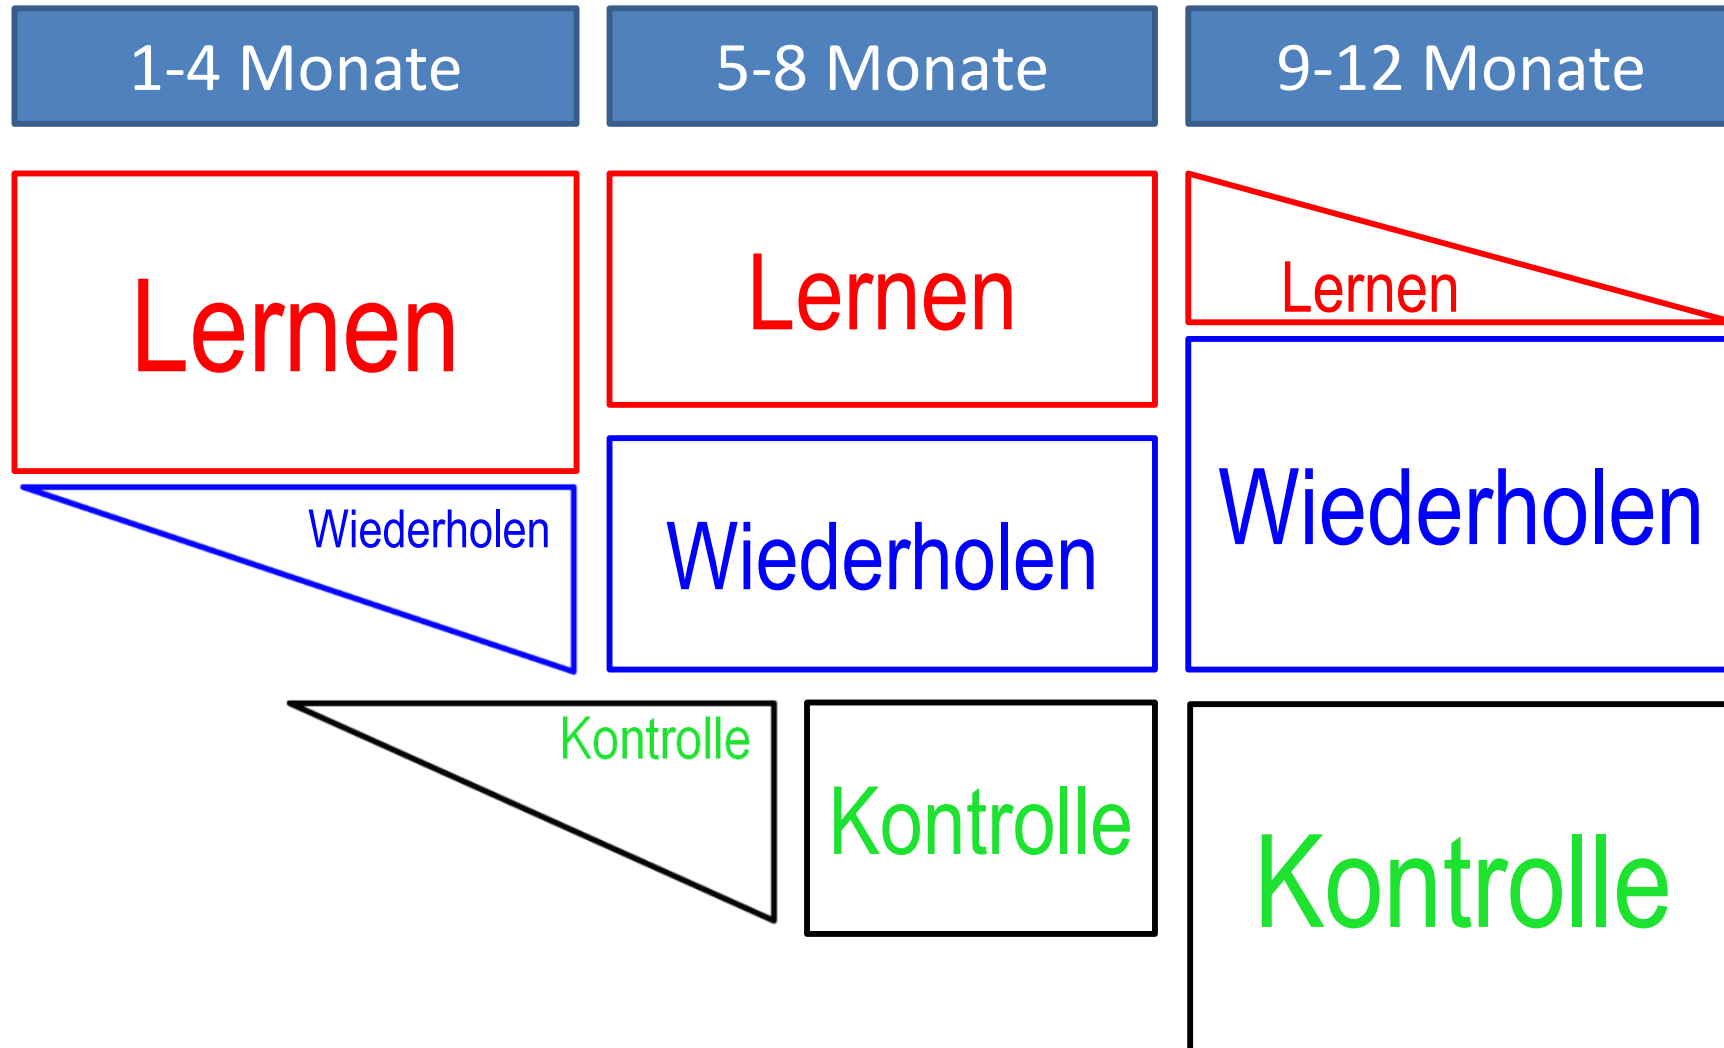 1-4 Monate
5-8 Monate
9-12 Monate
Lernen
Lernen
Lernen
Wiederholen
Wiederholen
Wiederholen
Kontrolle
Kontrolle
Kontrolle